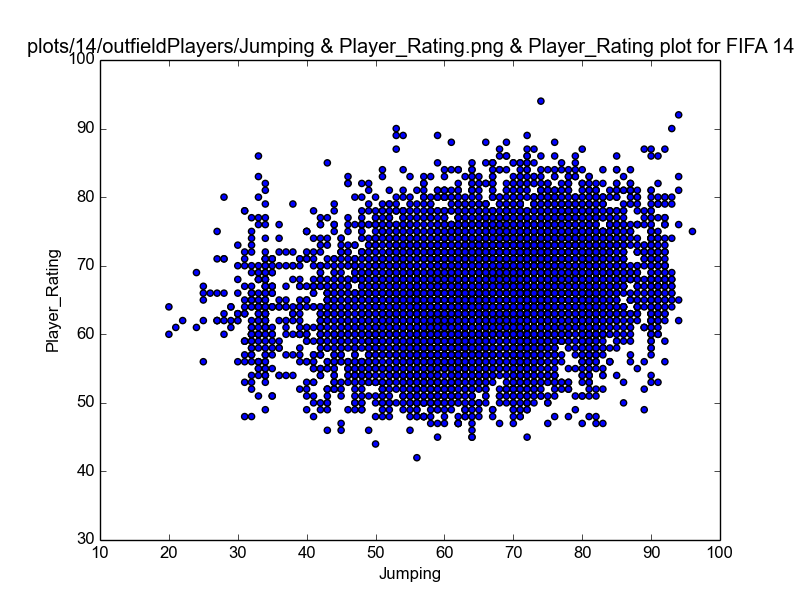 plots/14/outfieldPlayers/Jumping & Player_Rating.png & Player_Rating plot for FIFA 14
100
90
80
70
60
50
40
30
Player_Rating
10 20 30 40 50 60 70 80 90 100
Jumping